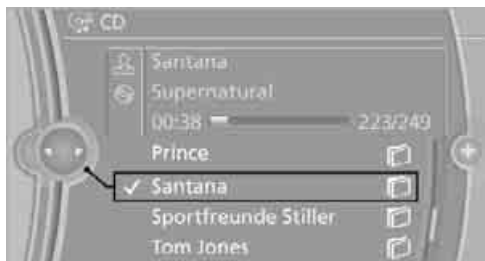 CD
Santana
Supernatural
00:38 223/249
Prince
Santana
Sportfreunde Stiller
Tom Jones